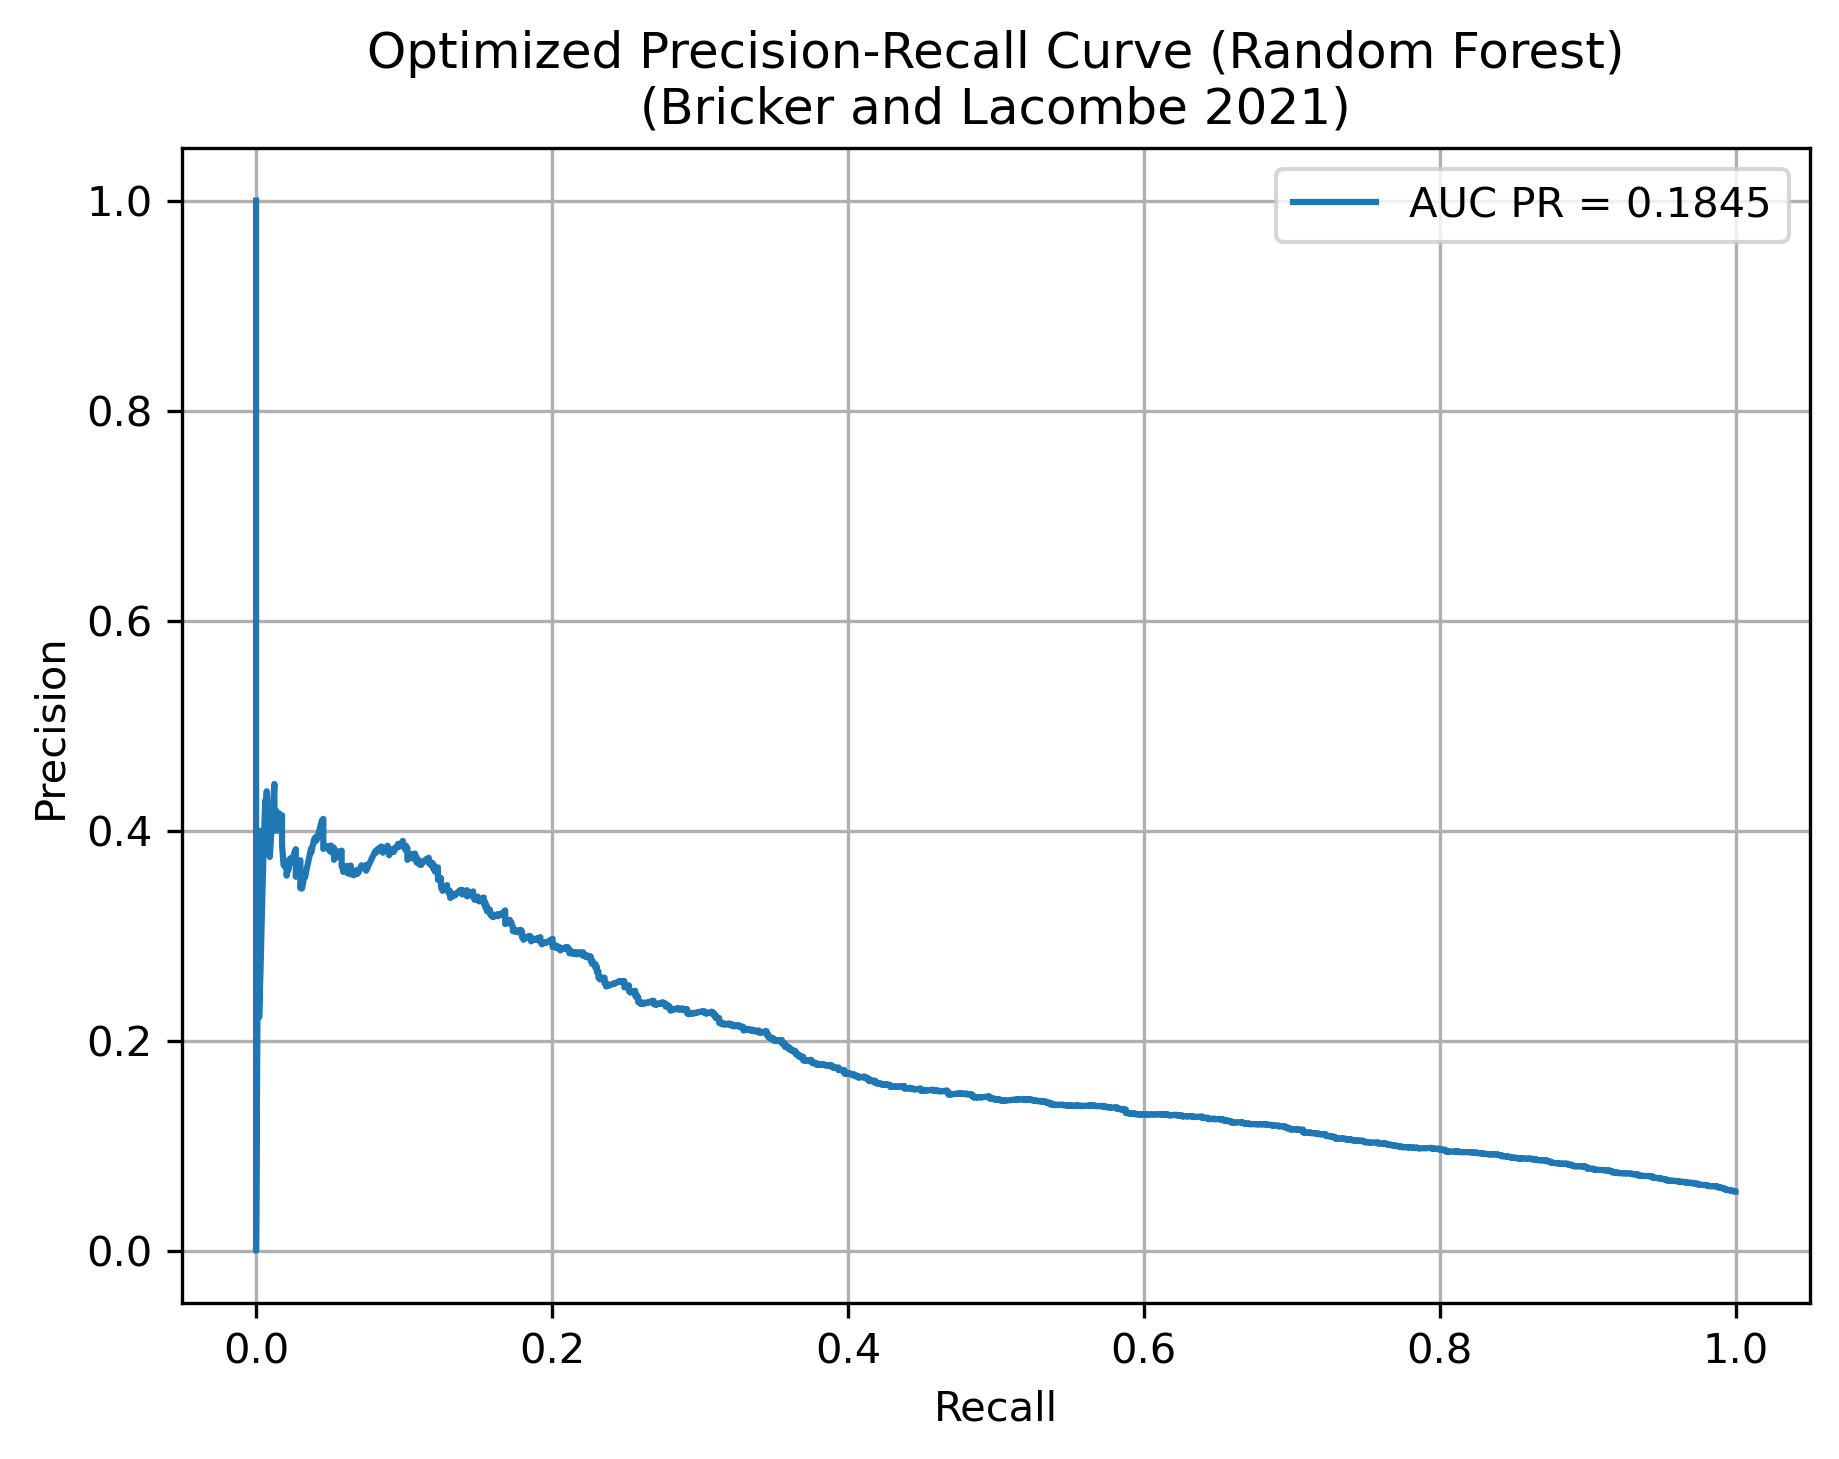 Optimized Precision-Recall Curve (Random Forest)
(Bricker and Lacombe 2021)
AUC PR = 0.1845
1.0
0.8
0.6
0.4
0.2
0.0
Precision
0.0 0.2 0.4 0.6 0.8 1.0
Recall